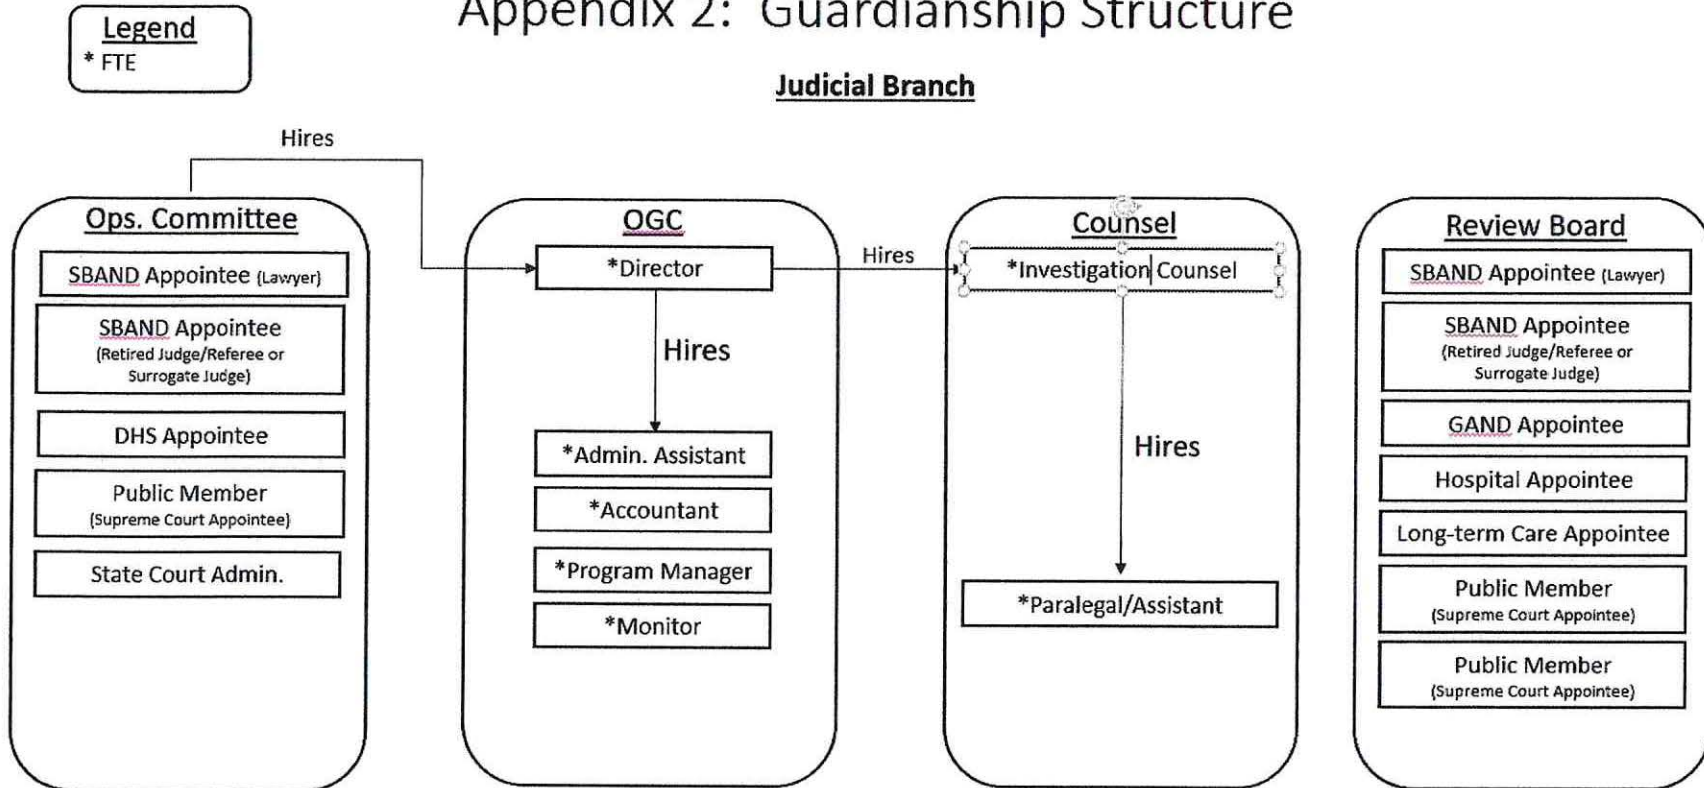 Appendix 2: Guardianship Structure
Legend
* FTE
Judicial Branch
Hires
Ops. Committee
SBAND Appointee (Lawyer)
SBAND Appointee
(Retired Judge/Referee or
Surrogate Judge)
DHS Appointee
Public Member
(Supreme Court Appointee)
State Court Admin.
OGC
*Director
Hires
*Admin. Assistant
*Accountant
*Program Manager
*Monitor
Hires
Counsel
*Investigation Counsel
Hires
*Paralegal/Assistant
Review Board
SBAND Appointee (Lawyer)
SBAND Appointee
(Retired Judge/Referee or
Surrogate Judge)
GAND Appointee
Hospital Appointee
Long-term Care Appointee
Public Member
(Supreme Court Appointee)
Public Member
(Supreme Court Appointee)